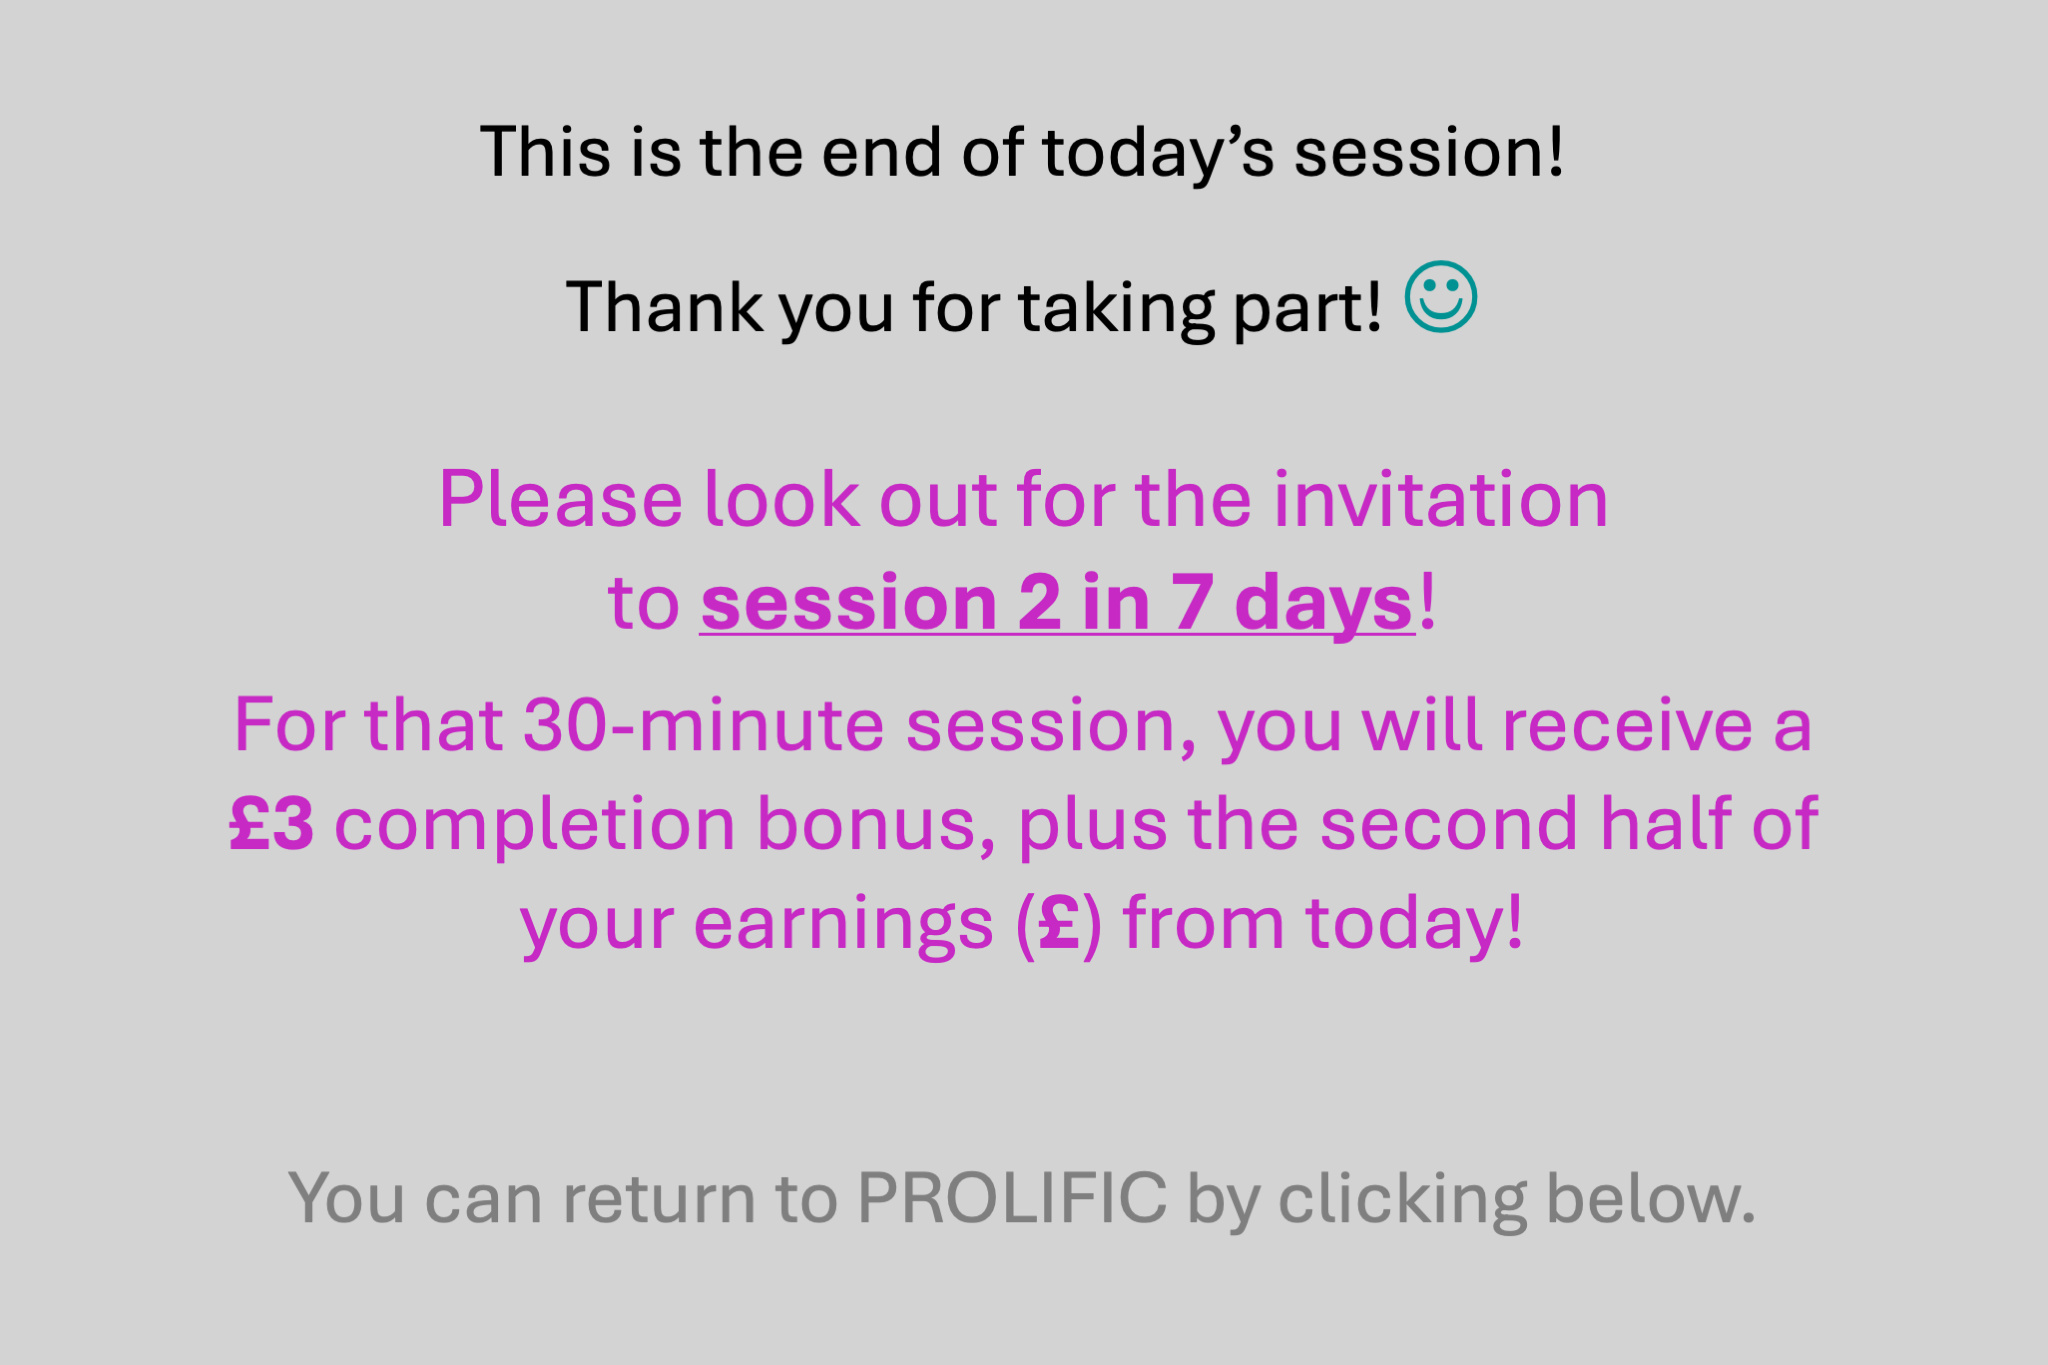 This is the end of today’s session!
Thank you for taking part!
Please look out for the invitation
to session 2 in 7 days!
For that 30-minute session, you will receive a
£3 completion bonus, plus the second half of
your earnings (£) from today!
You can return to PROLIFIC by clicking below.